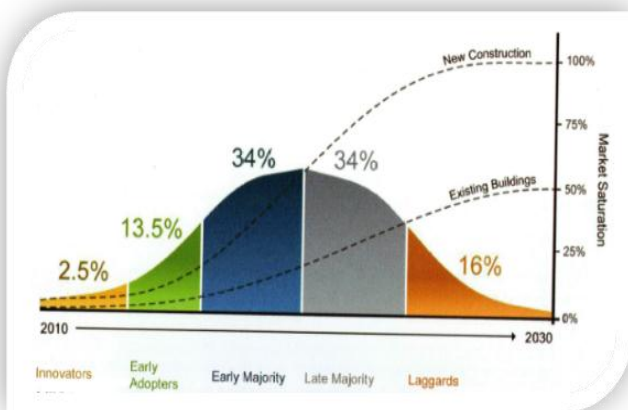 New Construction
100%
75%
Market Saturation
34%
34%
Existing Buildings
50%
13.5%
25%
2.5%
16%
0%
2010
2030
Innovators
Early
Adopters
Early Majority
Late Majority
Laggards